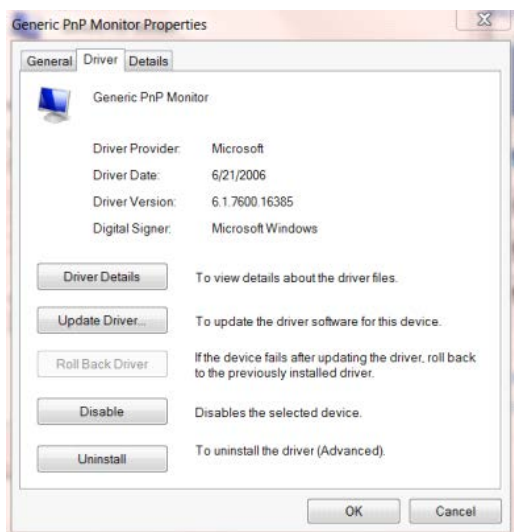 Generic PnP Monitor Properties
General Driver Details
Generic PnP Monitor
Driver Provider: Microsoft
Driver Date: 6/21/2006
Driver Version: 6.1.7600.16385
Digital Signer: Microsoft Windows
Driver Details To view details about the driver files.
Update Driver... To update the driver software for this device.
Roll Back Driver If the device fails after updating the driver, roll back
to the previously installed driver.
Disable Disables the selected device.
Uninstall To uninstall the driver (Advanced).
OK Cancel